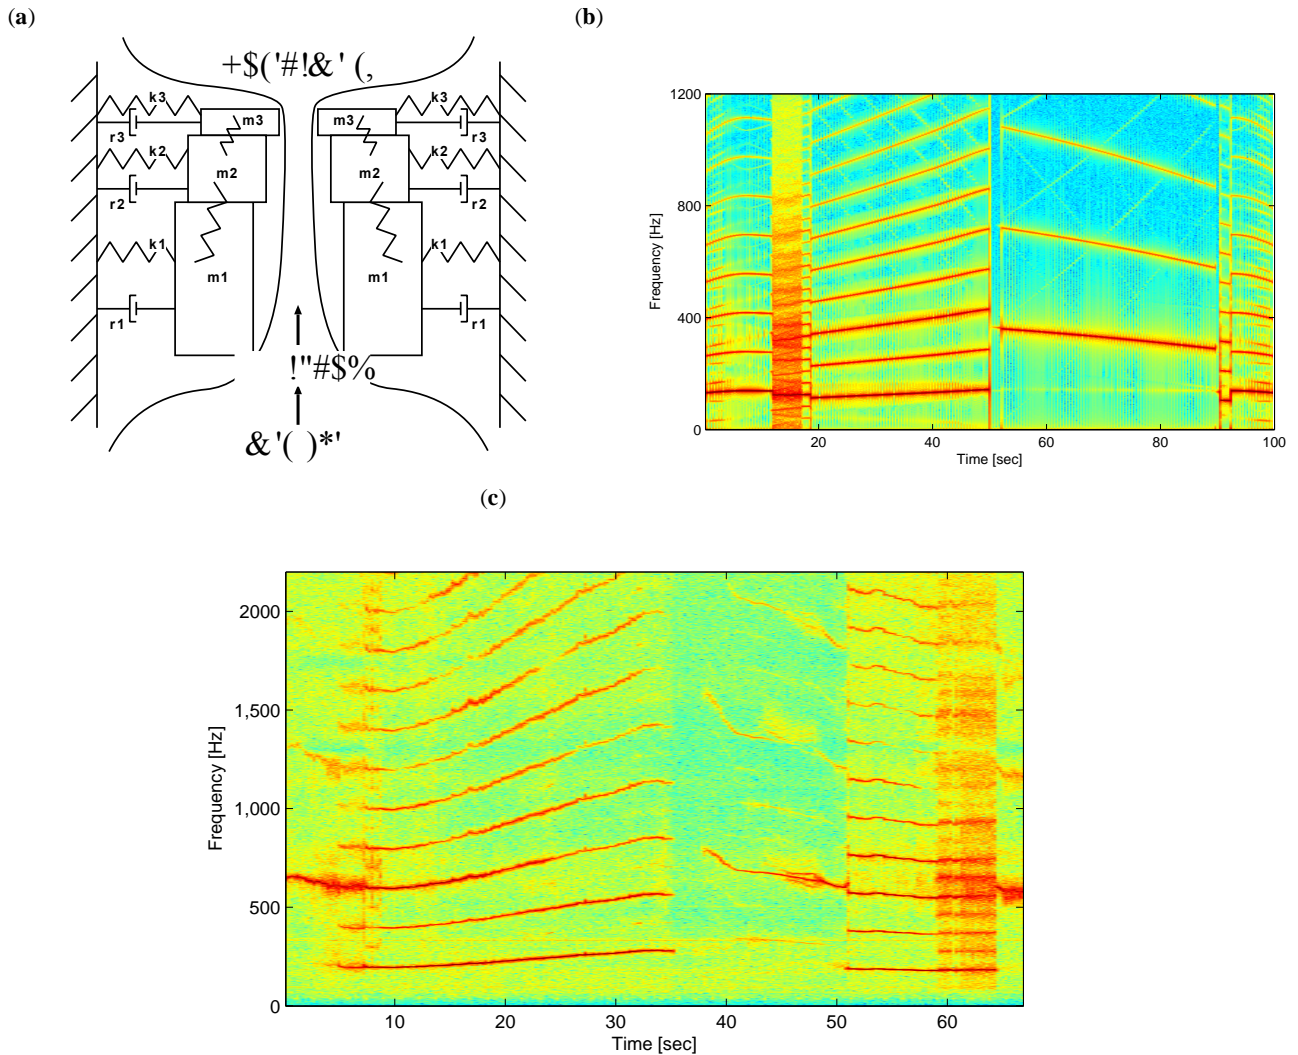 (a)
(b)
+$('#!&' (,
k3 k3
m3 m3
r3 r3
k2 k2
m2 m2
r2 r2
k1 k1
m1 m1
r1 r1
!"#$%
&'( )*'
1200
800
400
0
Frequency [Hz]
20 40 60 80 100
Time [sec]
(c)
2000
1,500
1,000
500
0
Frequency [Hz]
10 20 30 40 50 60
Time [sec]